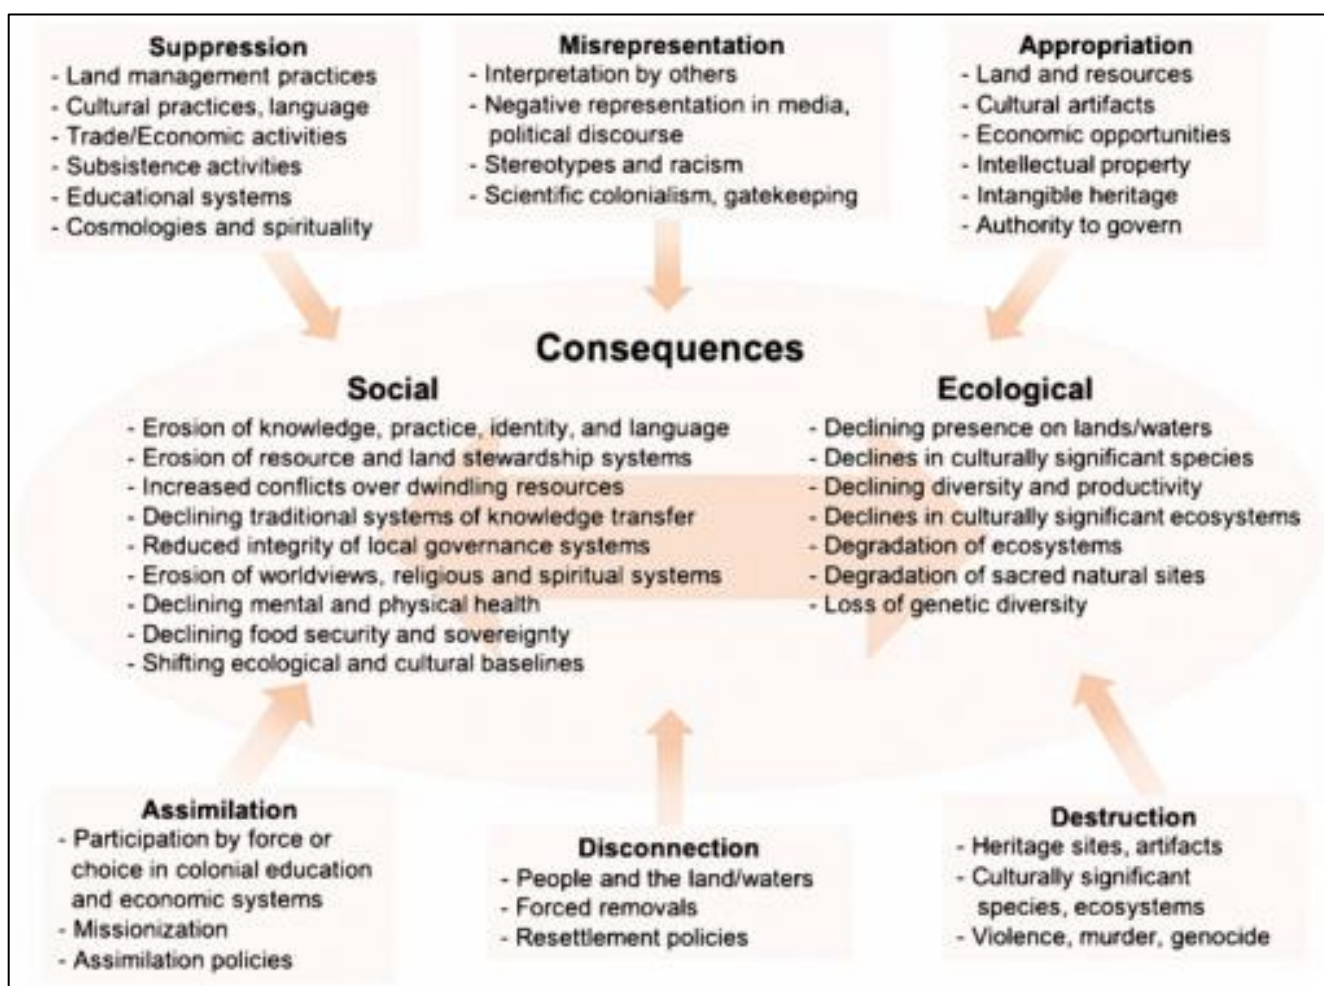 Suppression
- Land management practices
- Cultural practices, language
- Trade/Economic activities
- Subsistence activities
- Educational systems
- Cosmologies and spirituality
Misrepresentation
- Interpretation by others
- Negative representation in media,
political discourse
- Stereotypes and racism
- Scientific colonialism, gatekeeping
Appropriation
- Land and resources
- Cultural artifacts
- Economic opportunities
- Intellectual property
- Intangible heritage
- Authority to govern
Consequences
Social
- Erosion of knowledge, practice, identity, and language
- Erosion of resource and land stewardship systems
- Increased conflicts over dwindling resources
- Declining traditional systems of knowledge transfer
- Reduced integrity of local governance systems
- Erosion of worldviews, religious and spiritual systems
- Declining mental and physical health
- Declining food security and sovereignty
- Shifting ecological and cultural baselines
Ecological
- Declining presence on lands/waters
- Declines in culturally significant species
- Declining diversity and productivity
- Declines in culturally significant ecosystems
- Degradation of ecosystems
- Degradation of sacred natural sites
- Loss of genetic diversity
Assimilation
- Participation by force or
choice in colonial education
and economic systems
- Missionization
- Assimilation policies
Disconnection
- People and the land/waters
- Forced removals
- Resettlement policies
Destruction
- Heritage sites, artifacts
- Culturally significant
species, ecosystems
- Violence, murder, genocide